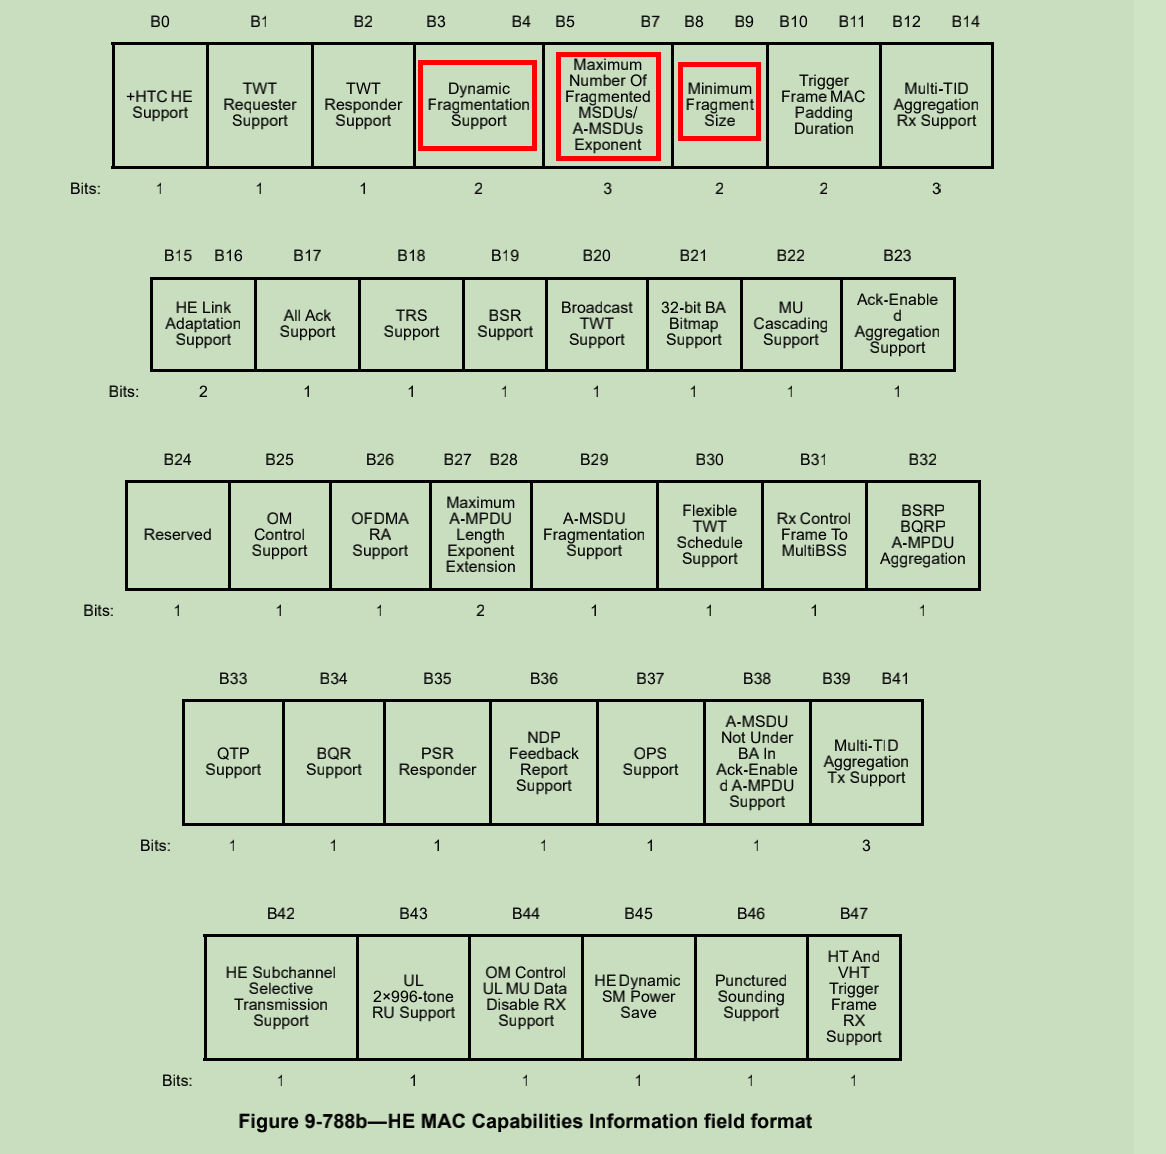 B0 B1 B2 B3 B4 B5 B7 B8 B9 B10 B11 B12 B14
+HTC HE
Support
TWT
Requester
Support
TWT
Responder
Support
Dynamic
Fragmentation
Support
Maximum
Number Of
Fragmented
MSDUs/
A-MSDUs
Exponent
Minimum
Fragment
Size
Trigger
Frame MAC
Padding
Duration
Multi-TID
Aggregation
Rx Support
Bits: 1 1 1 2 3 2 2 3
B15 B16 B17 B18 B19 B20 B21 B22 B23
HE Link
Adaptation
Support
All Ack
Support
TRS
Support
BSR
Support
Broadcast
TWT
Support
32-bit BA
Bitmap
Support
MU
Cascading
Support
Ack-Enable
d
Aggregation
Support
Bits: 2 1 1 1 1 1 1 1
B24 B25 B26 B27 B28 B29 B30 B31 B32
Reserved
OM
Control
Support
OFDMA
RA
Support
Maximum
A-MPDU
Length
Exponent
Extension
A-MSDU
Fragmentation
Support
Flexible
TWT
Schedule
Support
Rx Control
Frame To
MultiBSS
BSRP
BQRP
A-MPDU
Aggregation
Bits: 1 1 1 2 1 1 1 1
B33 B34 B35 B36 B37 B38 B39 B41
QTP
Support
BQR
Support
PSR
Responder
NDP
Feedback
Report
Support
OPS
Support
A-MSDU
Not Under
BA In
Ack-Enable
d A-MPDU
Support
Multi-TID
Aggregation
Tx Support
Bits: 1 1 1 1 1 1 3
B42 B43 B44 B45 B46 B47
HE Subchannel
Selective
Transmission
Support
UL
2×996-tone
RU Support
OM Control
UL MU Data
Disable RX
Support
HE Dynamic
SM Power
Save
Punctured
Sounding
Support
HT And
VHT
Trigger
Frame
RX
Support
Bits: 1 1 1 1 1 1
Figure 9-788b—HE MAC Capabilities Information field format